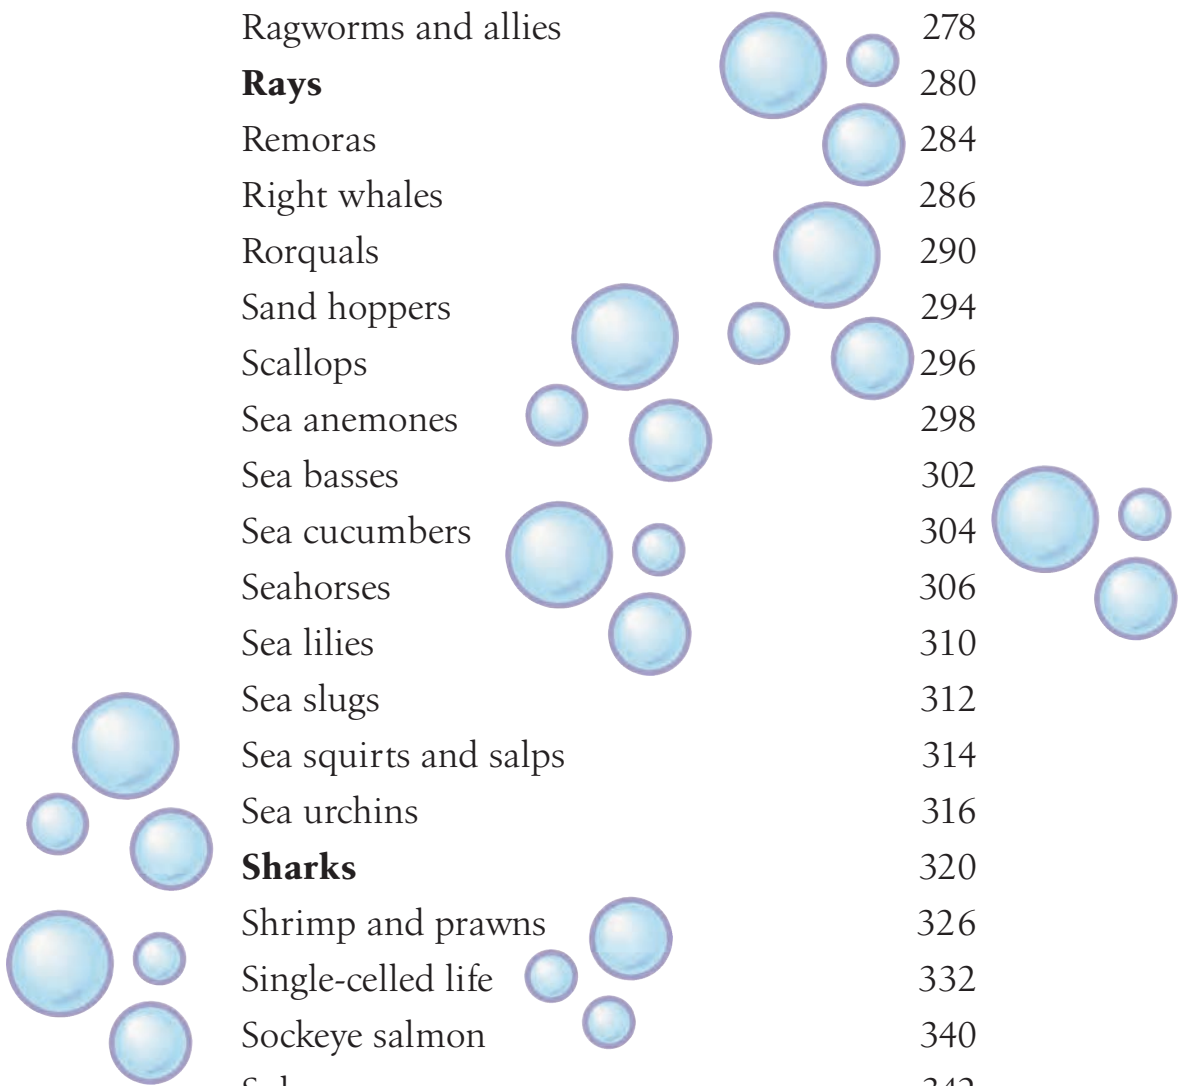 Ragworms and allies 278
Rays 280
Remoras 284
Right whales 286
Rorquals 290
Sand hoppers 294
Scallops 296
Sea anemones 298
Sea basses 302
Sea cucumbers 304
Seahorses 306
Sea lilies 310
Sea slugs 312
Sea squirts and salps 314
Sea urchins 316
Sharks 320
Shrimp and prawns 326
Single-celled life 332
Sockeye salmon 340